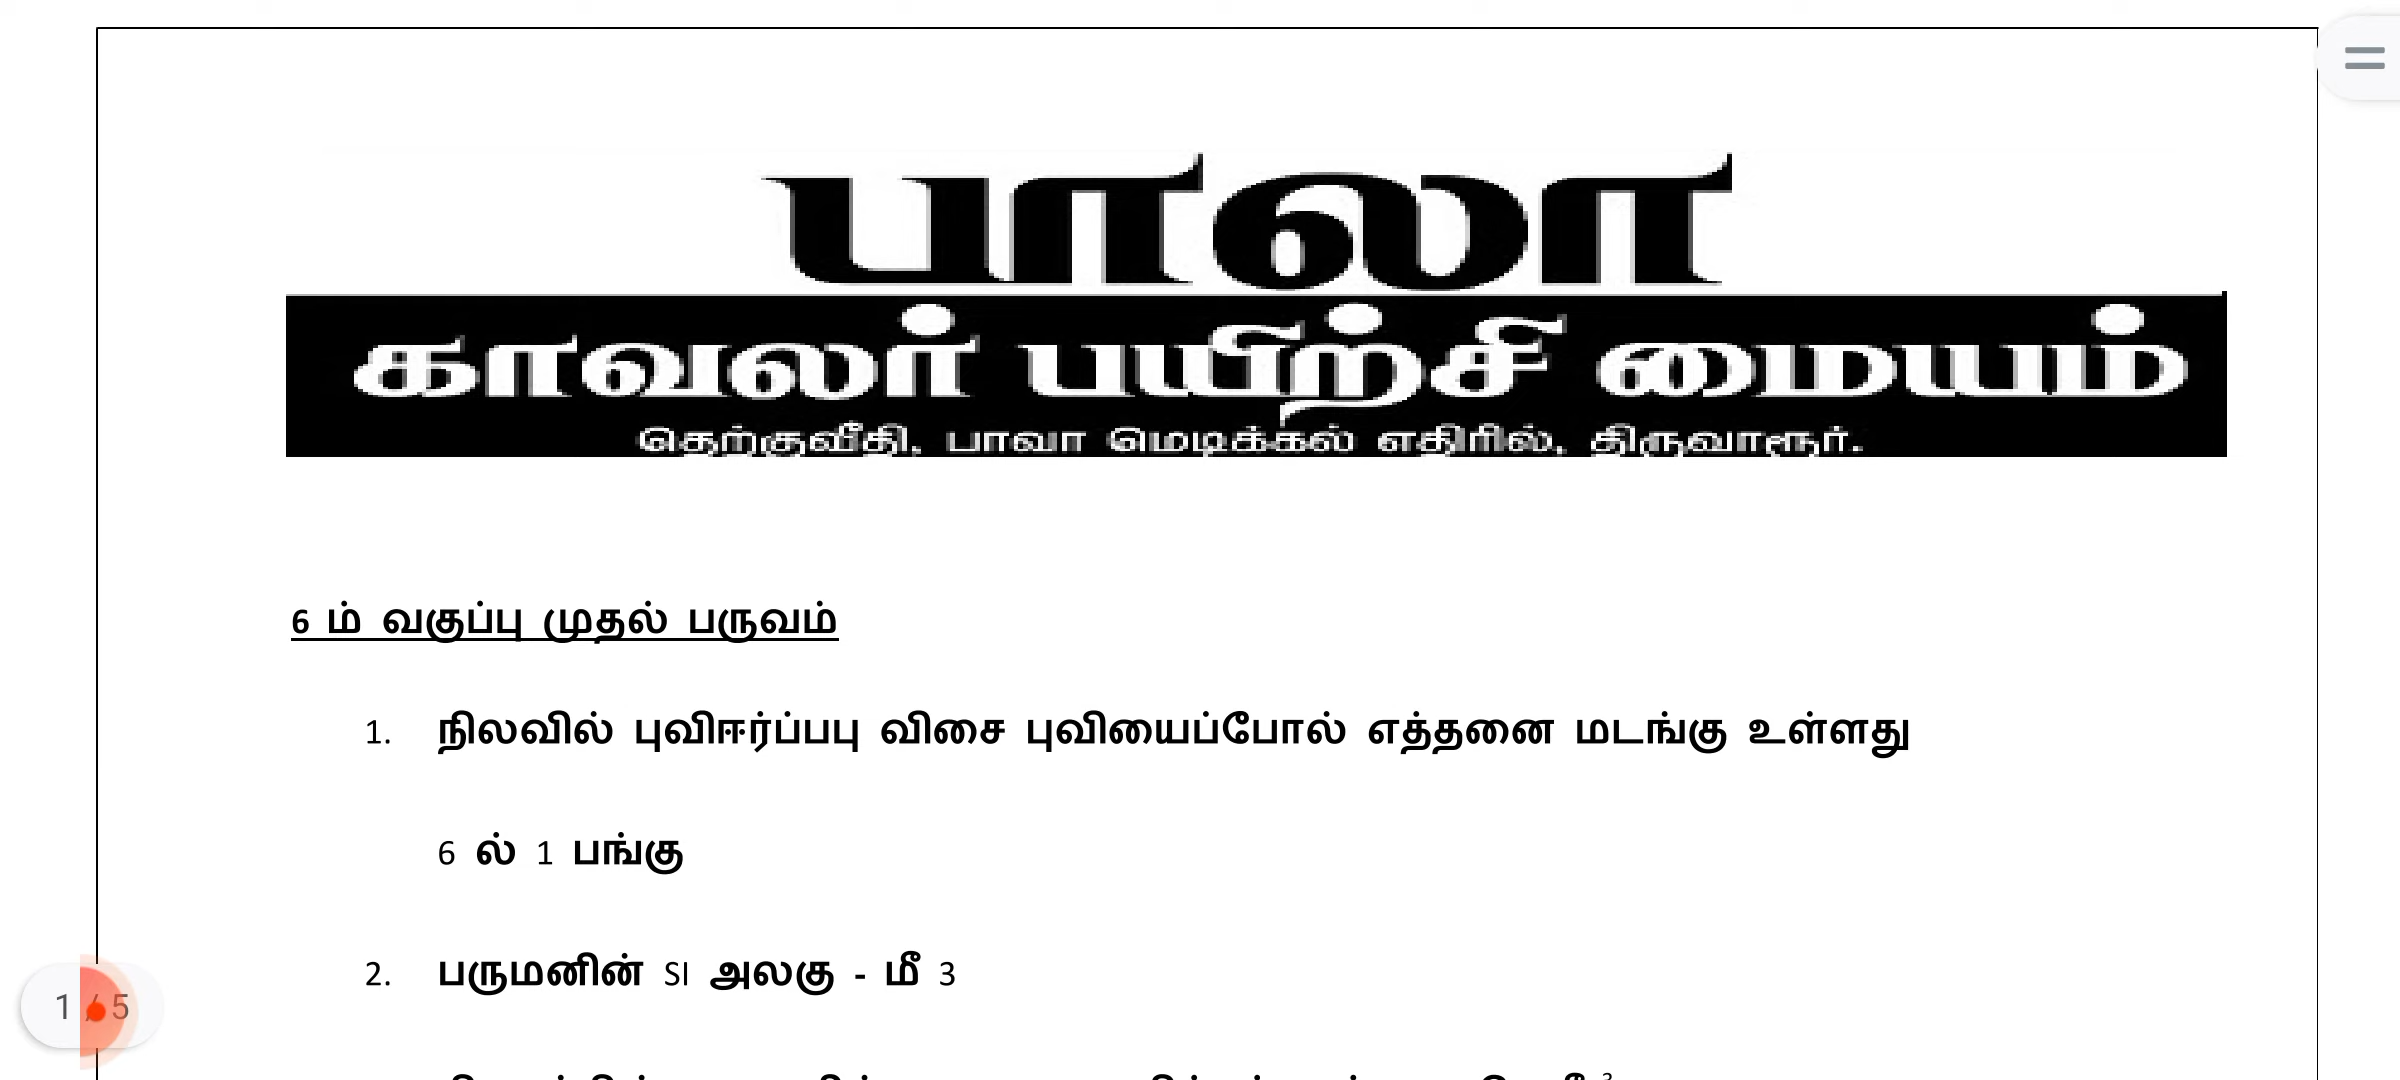 பாலா
காவலர் பயிற்சி மையம்
தெற்குவீதி, பாவா மெடிக்கல் எதிரில், திருவாரூர்.
6 ம் வகுப்பு முதல் பருவம்
1. நிலவில் புவிஈர்ப்பபு விசை புவியைப்போல் எத்தனை மடங்கு உள்ளது
6 ல் 1 பங்கு
2. பருமனின் SI அலகு - மீ 3
1 / 5